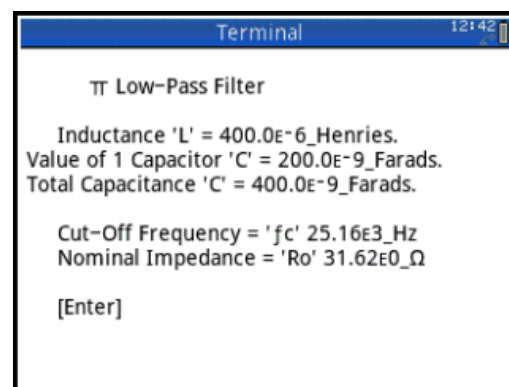 Terminal
12:42
π Low-Pass Filter
Inductance 'L' = 400.0ᴇ-6_Henries.
Value of 1 Capacitor 'C' = 200.0ᴇ-9_Farads.
Total Capacitance 'C' = 400.0ᴇ-9_Farads.
Cut-Off Frequency = 'ƒc' 25.16ᴇ3_Hz
Nominal Impedance = 'Ro' 31.62ᴇ0_Ω
[Enter]